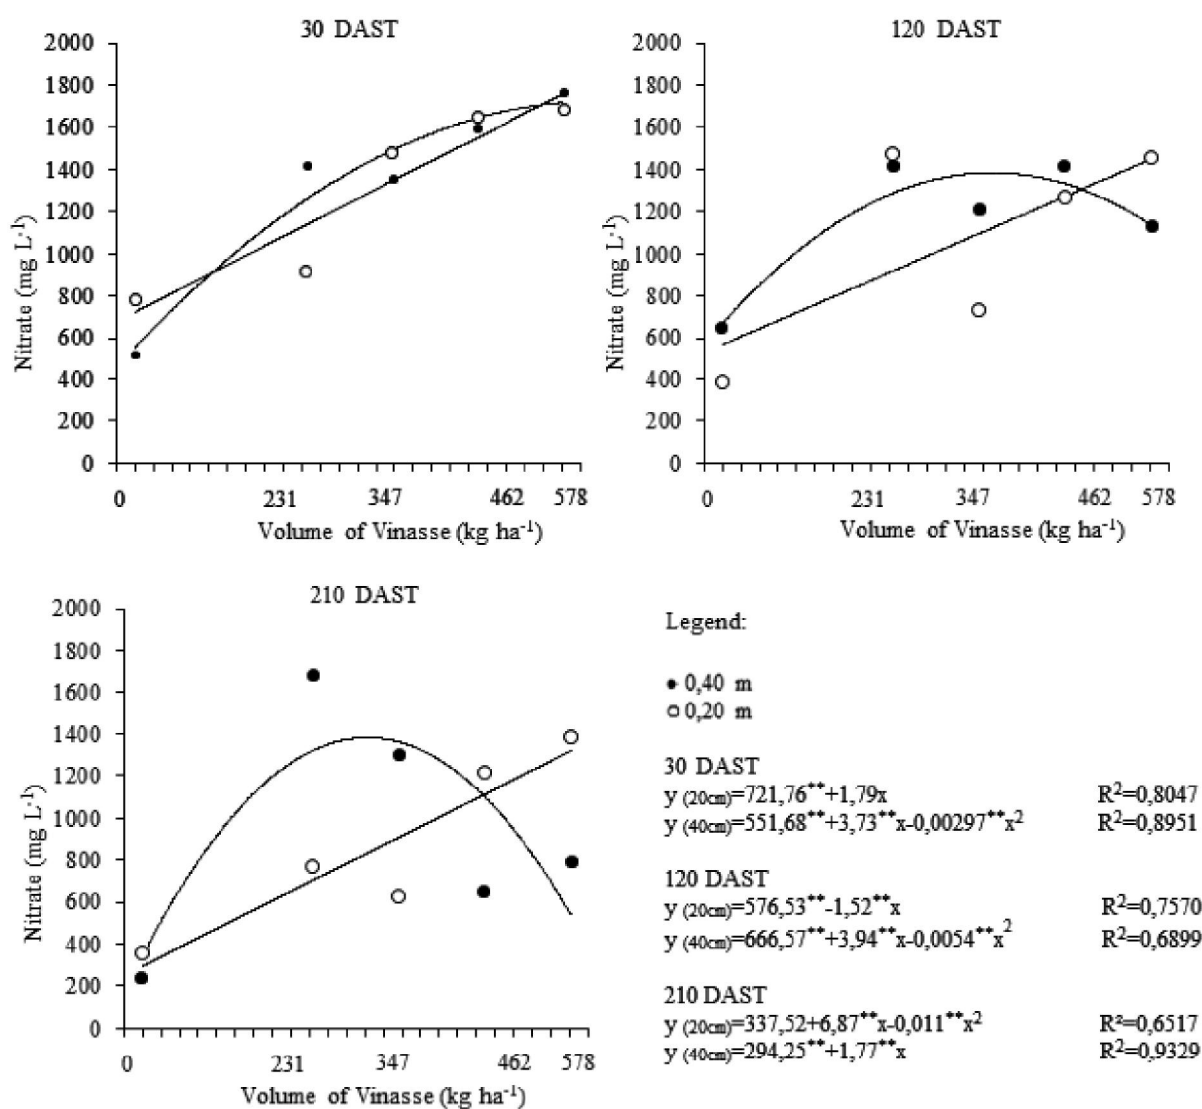 30 DAST
2000
1800
1600
1400
1200
1000
800
600
400
200
0
Nitrate (mg L⁻¹)
0 231 347 462 578
Volume of Vinasse (kg ha⁻¹)
120 DAST
2000
1800
1600
1400
1200
1000
800
600
400
200
0
Nitrate (mg L⁻¹)
0 231 347 462 578
Volume of Vinasse (kg ha⁻¹)
210 DAST
2000
1800
1600
1400
1200
1000
800
600
400
200
0
Nitrate (mg L⁻¹)
0 231 347 462 578
Volume of Vinasse (kg ha⁻¹)
Legend:
● 0,40 m
○ 0,20 m
30 DAST
y (20cm)=721,76**+1,79x R²=0,8047
y (40cm)=551,68**+3,73**x-0,00297**x² R²=0,8951
120 DAST
y (20cm)=576,53**-1,52**x R²=0,7570
y (40cm)=666,57**+3,94**x-0,0054**x² R²=0,6899
210 DAST
y (20cm)=337,52+6,87**x-0,011**x² R²=0,6517
y (40cm)=294,25**+1,77**x R²=0,9329